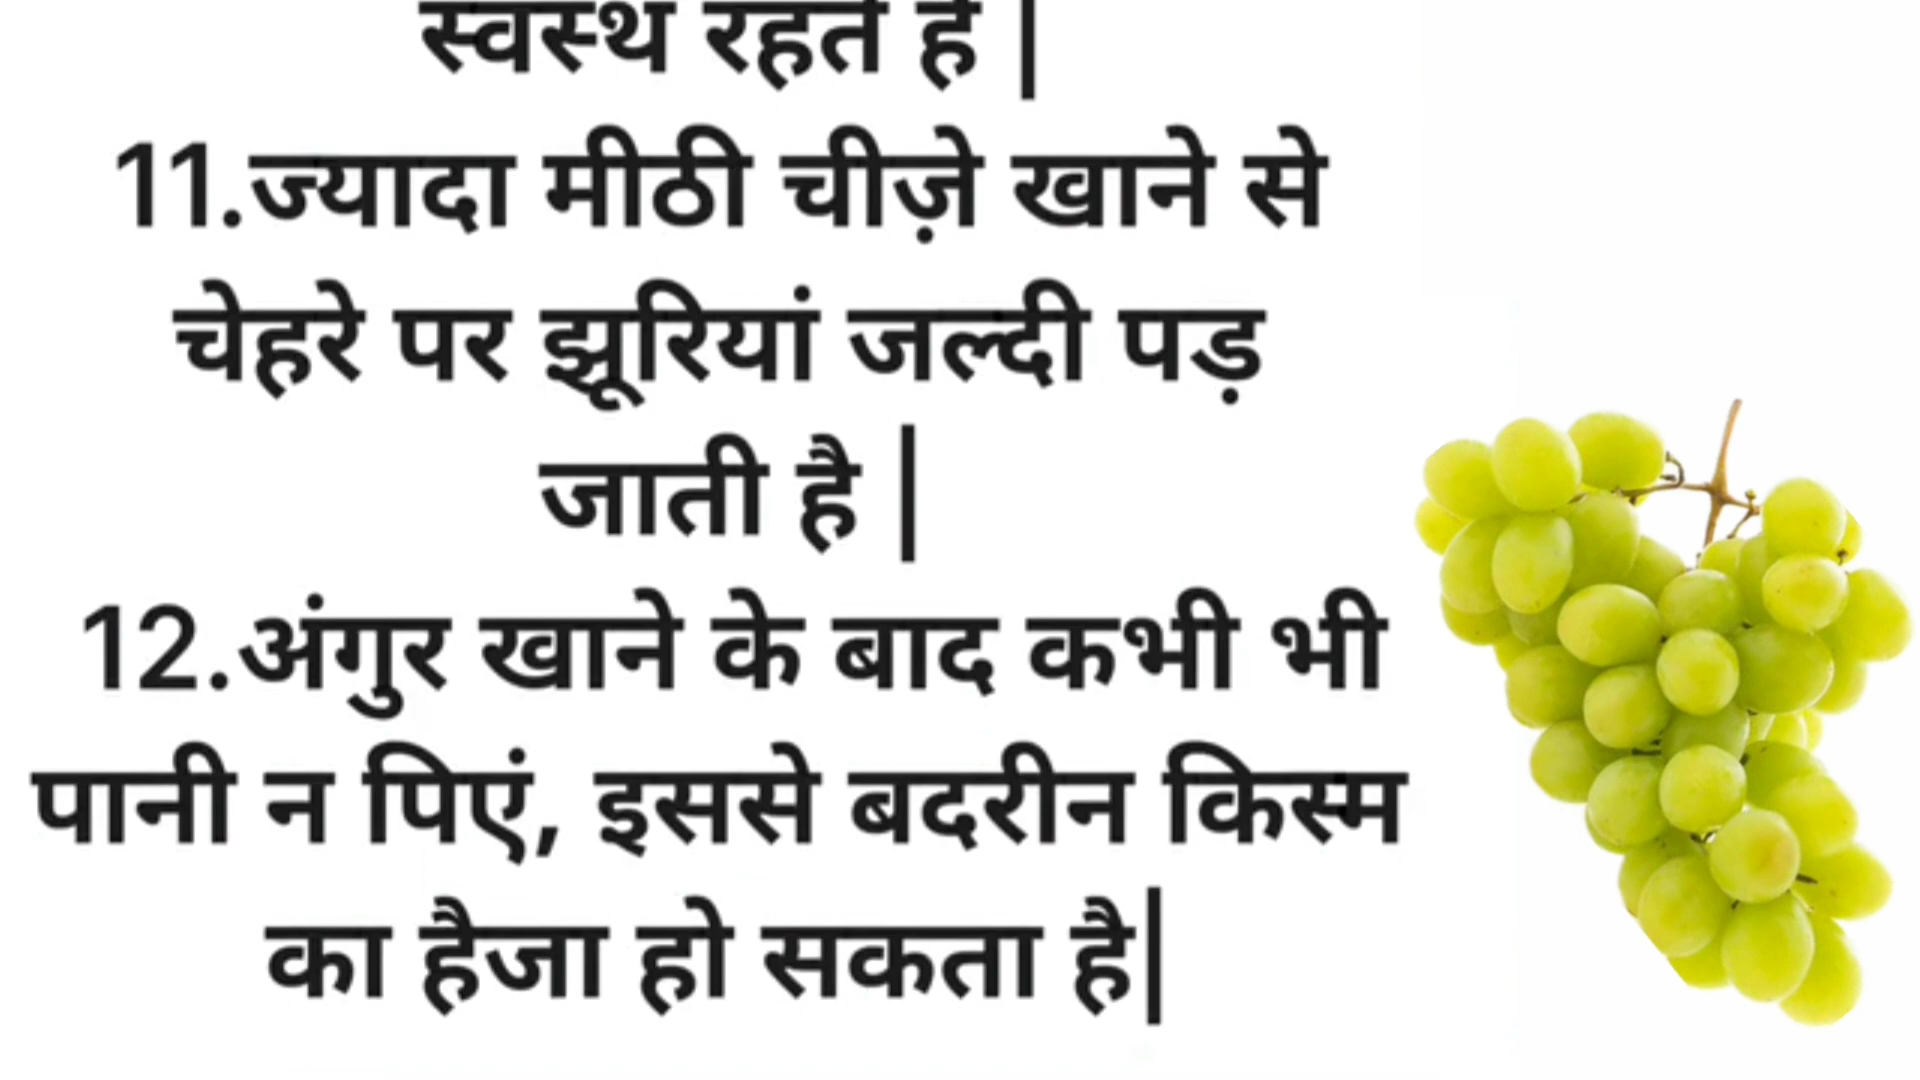 स्वस्थ रहते है |
11.ज्यादा मीठी चीज़े खाने से
चेहरे पर झूरियां जल्दी पड़
जाती है |
12.अंगुर खाने के बाद कभी भी
पानी न पिएं, इससे बदरीन किस्म
का हैजा हो सकता है|